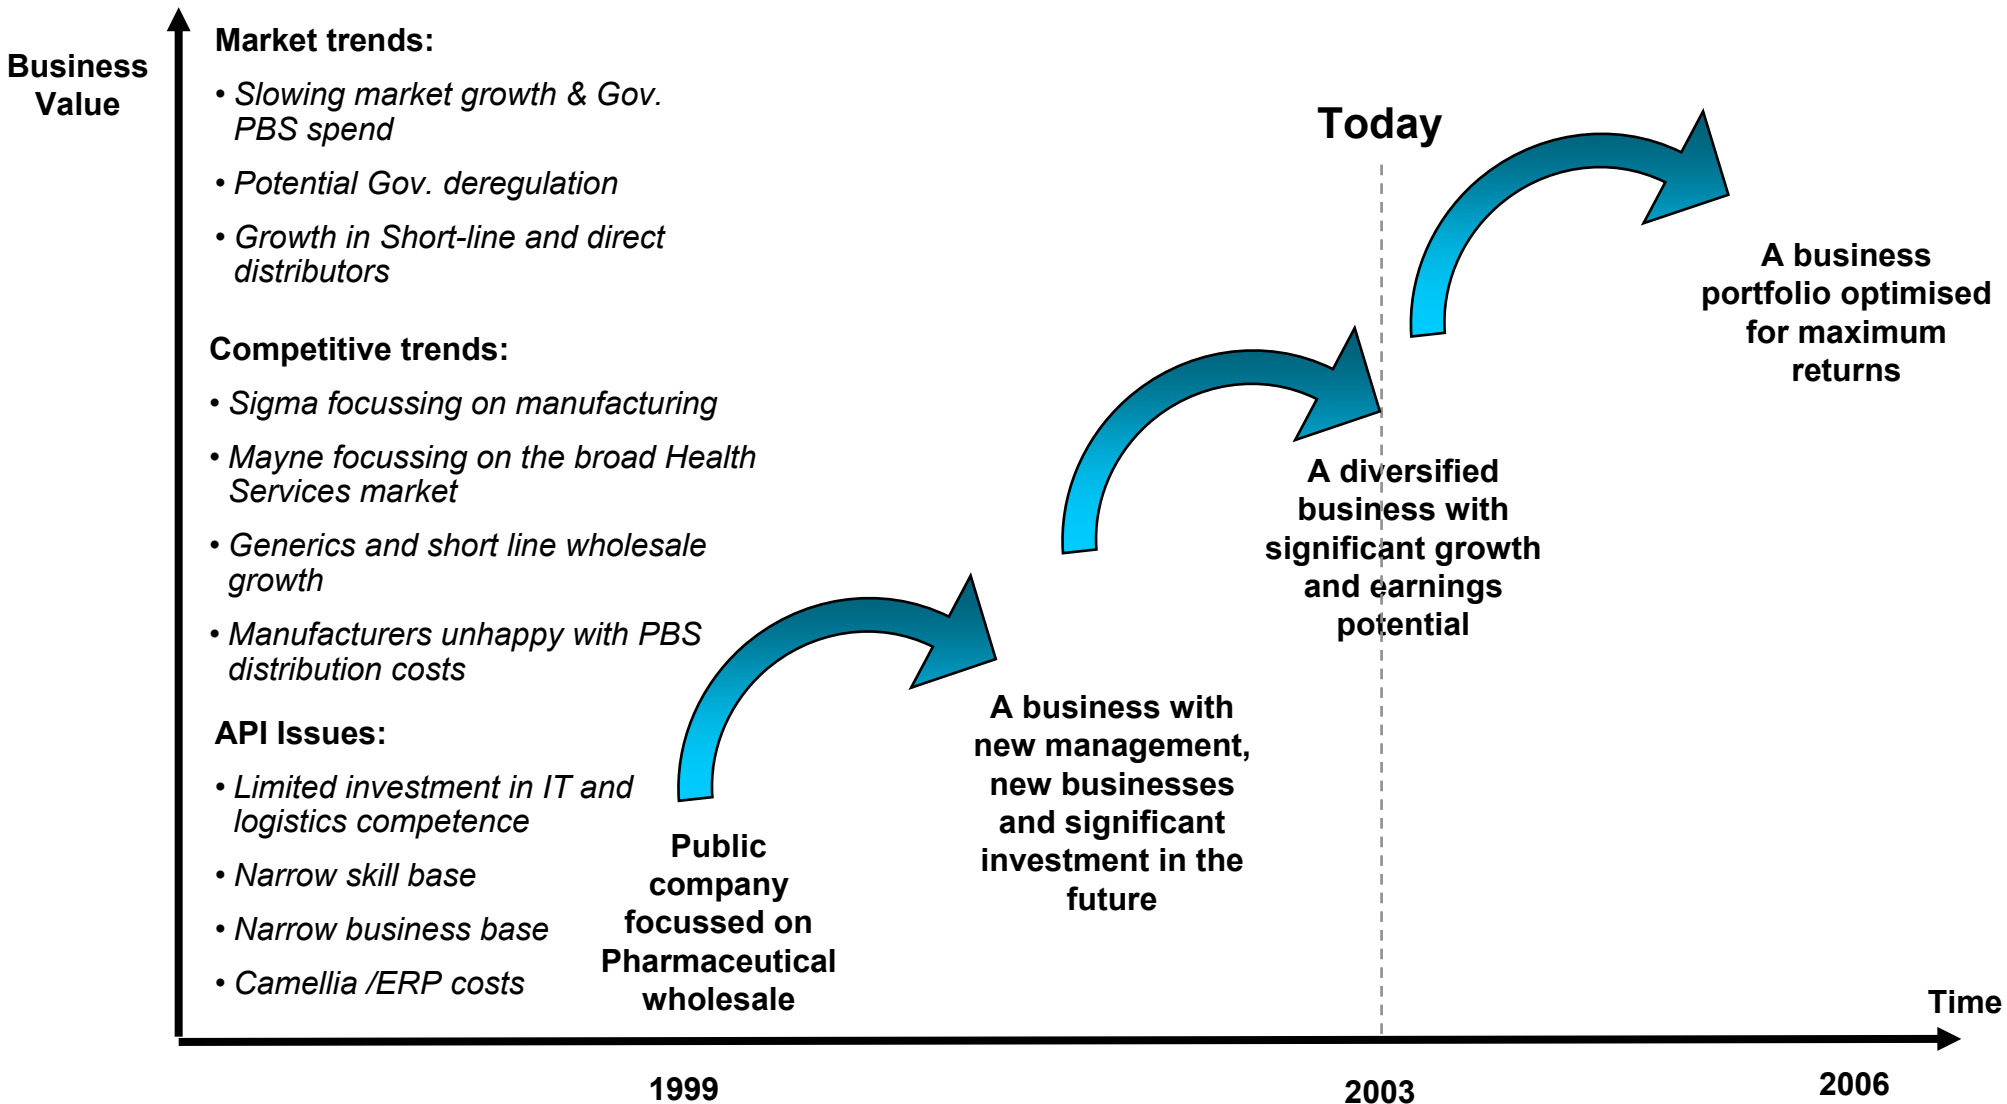 Business
Value
Market trends:
• Slowing market growth & Gov.
PBS spend
• Potential Gov. deregulation
• Growth in Short-line and direct
distributors
Competitive trends:
• Sigma focussing on manufacturing
• Mayne focussing on the broad Health
Services market
• Generics and short line wholesale
growth
• Manufacturers unhappy with PBS
distribution costs
API Issues:
• Limited investment in IT and
logistics competence
• Narrow skill base
• Narrow business base
• Camellia /ERP costs
Public
company
focussed on
Pharmaceutical
wholesale
A business with
new management,
new businesses
and significant
investment in the
future
Today
A diversified
business with
significant growth
and earnings
potential
A business
portfolio optimised
for maximum
returns
Time
1999
2003
2006